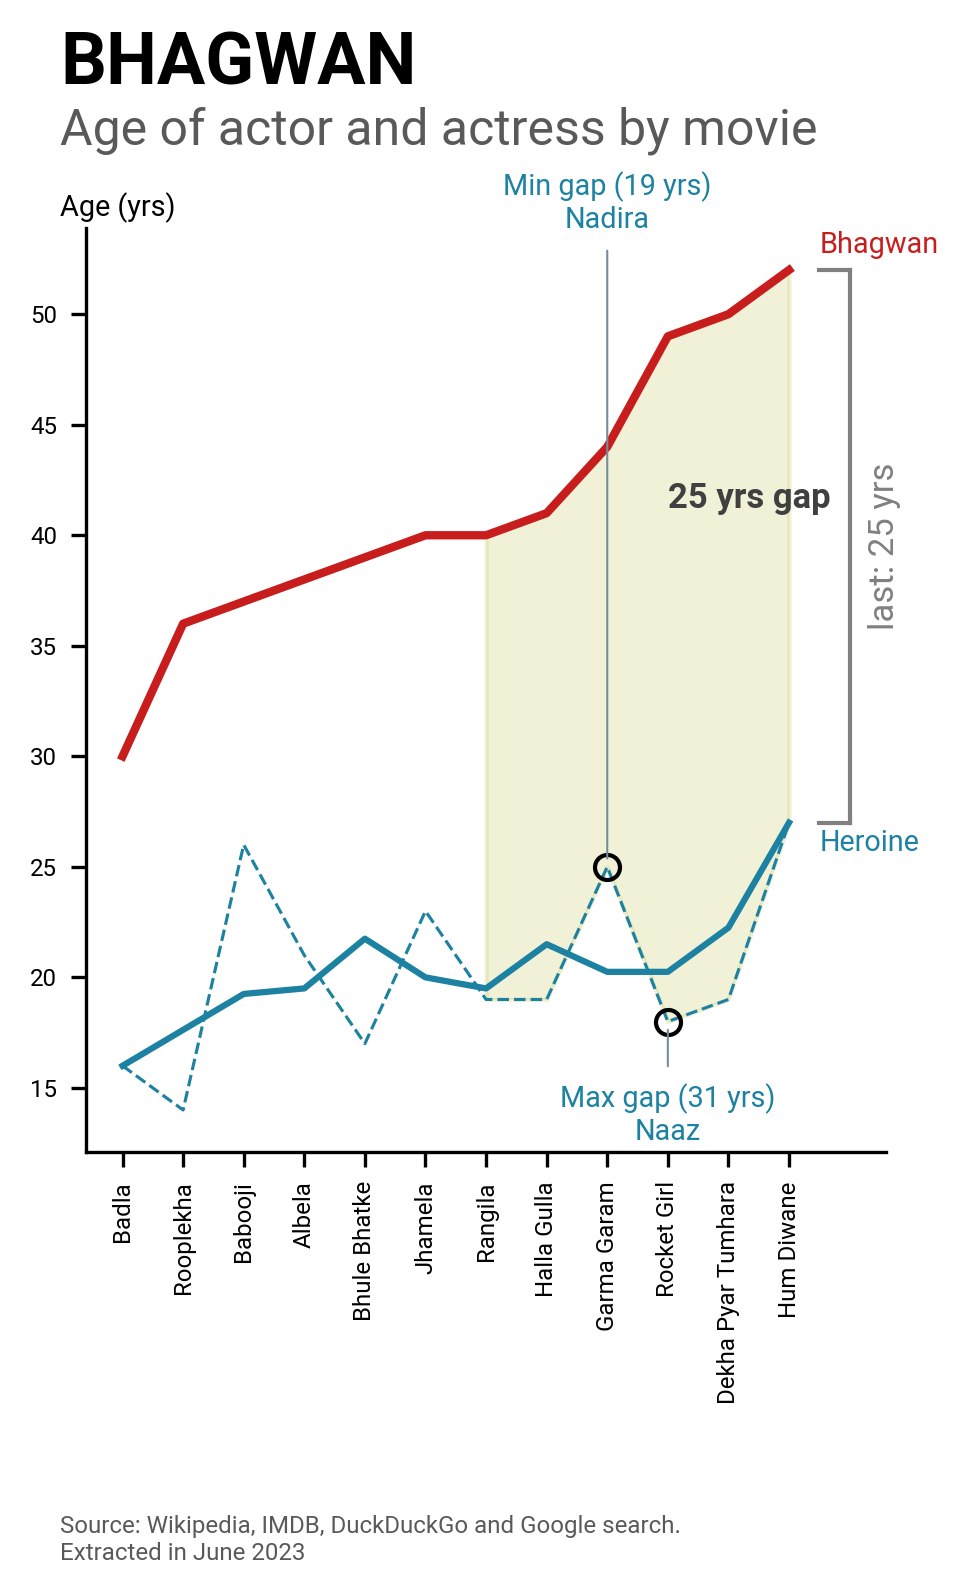 BHAGWAN
Age of actor and actress by movie
Min gap (19 yrs)
Nadira
Age (yrs)
Bhagwan
50
45
40
35
30
25
20
15
25 yrs gap
last: 25 yrs
Heroine
Max gap (31 yrs)
Naaz
Badla
Rooplekha
Babooji
Albela
Bhule Bhatke
Jhamela
Rangila
Halla Gulla
Garma Garam
Rocket Girl
Dekha Pyar Tumhara
Hum Diwane
Source: Wikipedia, IMDB, DuckDuckGo and Google search.
Extracted in June 2023